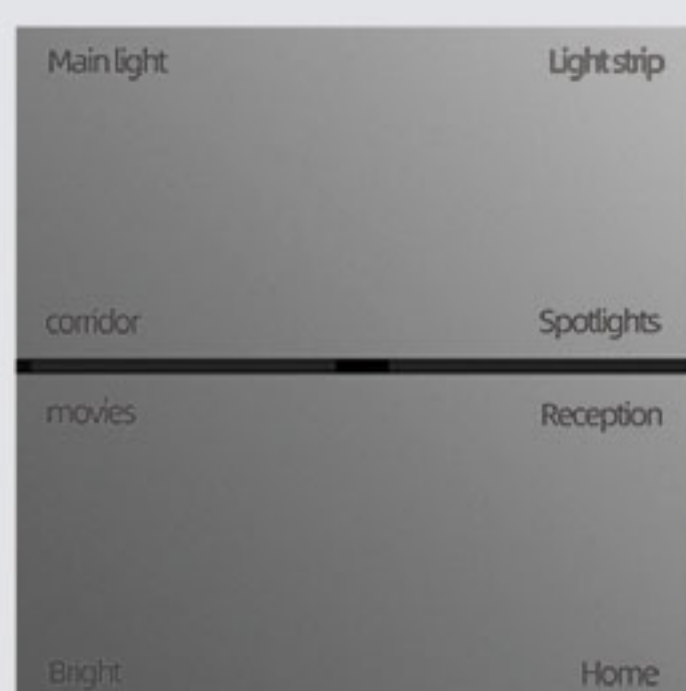 Main light Light strip
corridor Spotlights
movies Reception
Bright Home